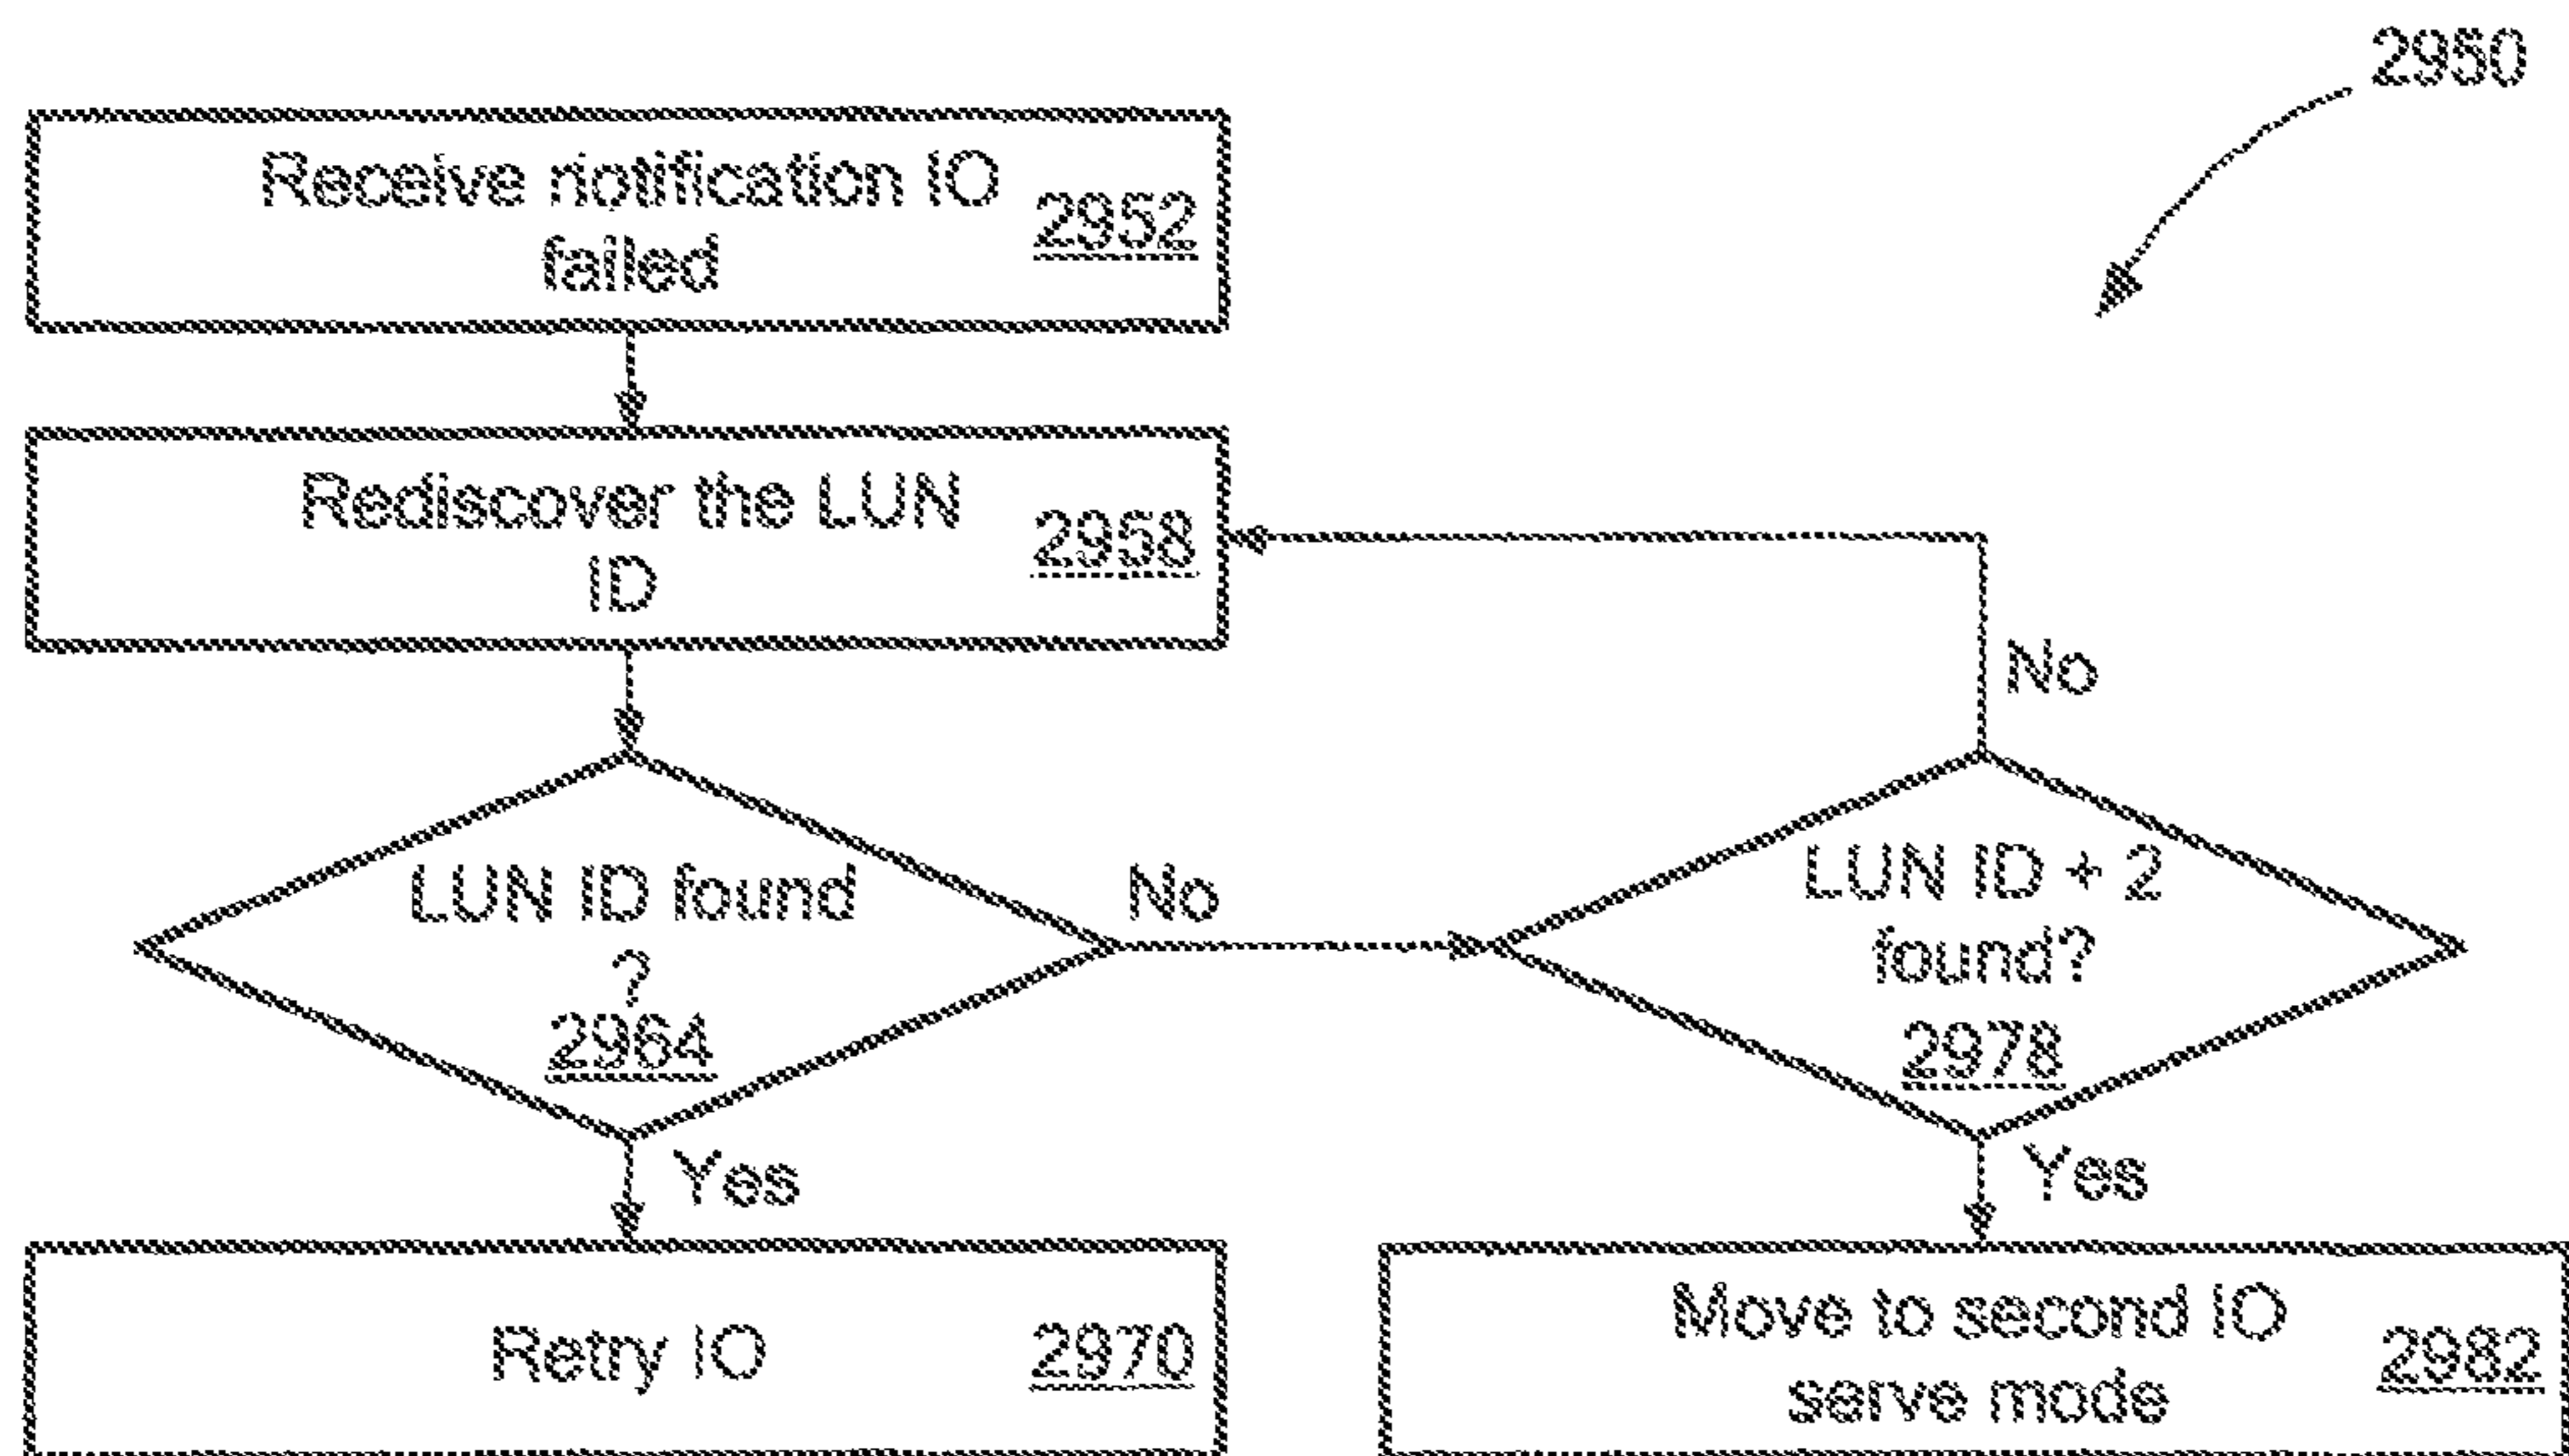 2950
Receive notification IO
failed
2952
Rediscover the LUN
ID
2958
No
LUN ID found
?
2964
No
LUN ID + 2
found?
2978
Yes
Yes
Retry IO
2970
Move to second IO
serve mode
2982